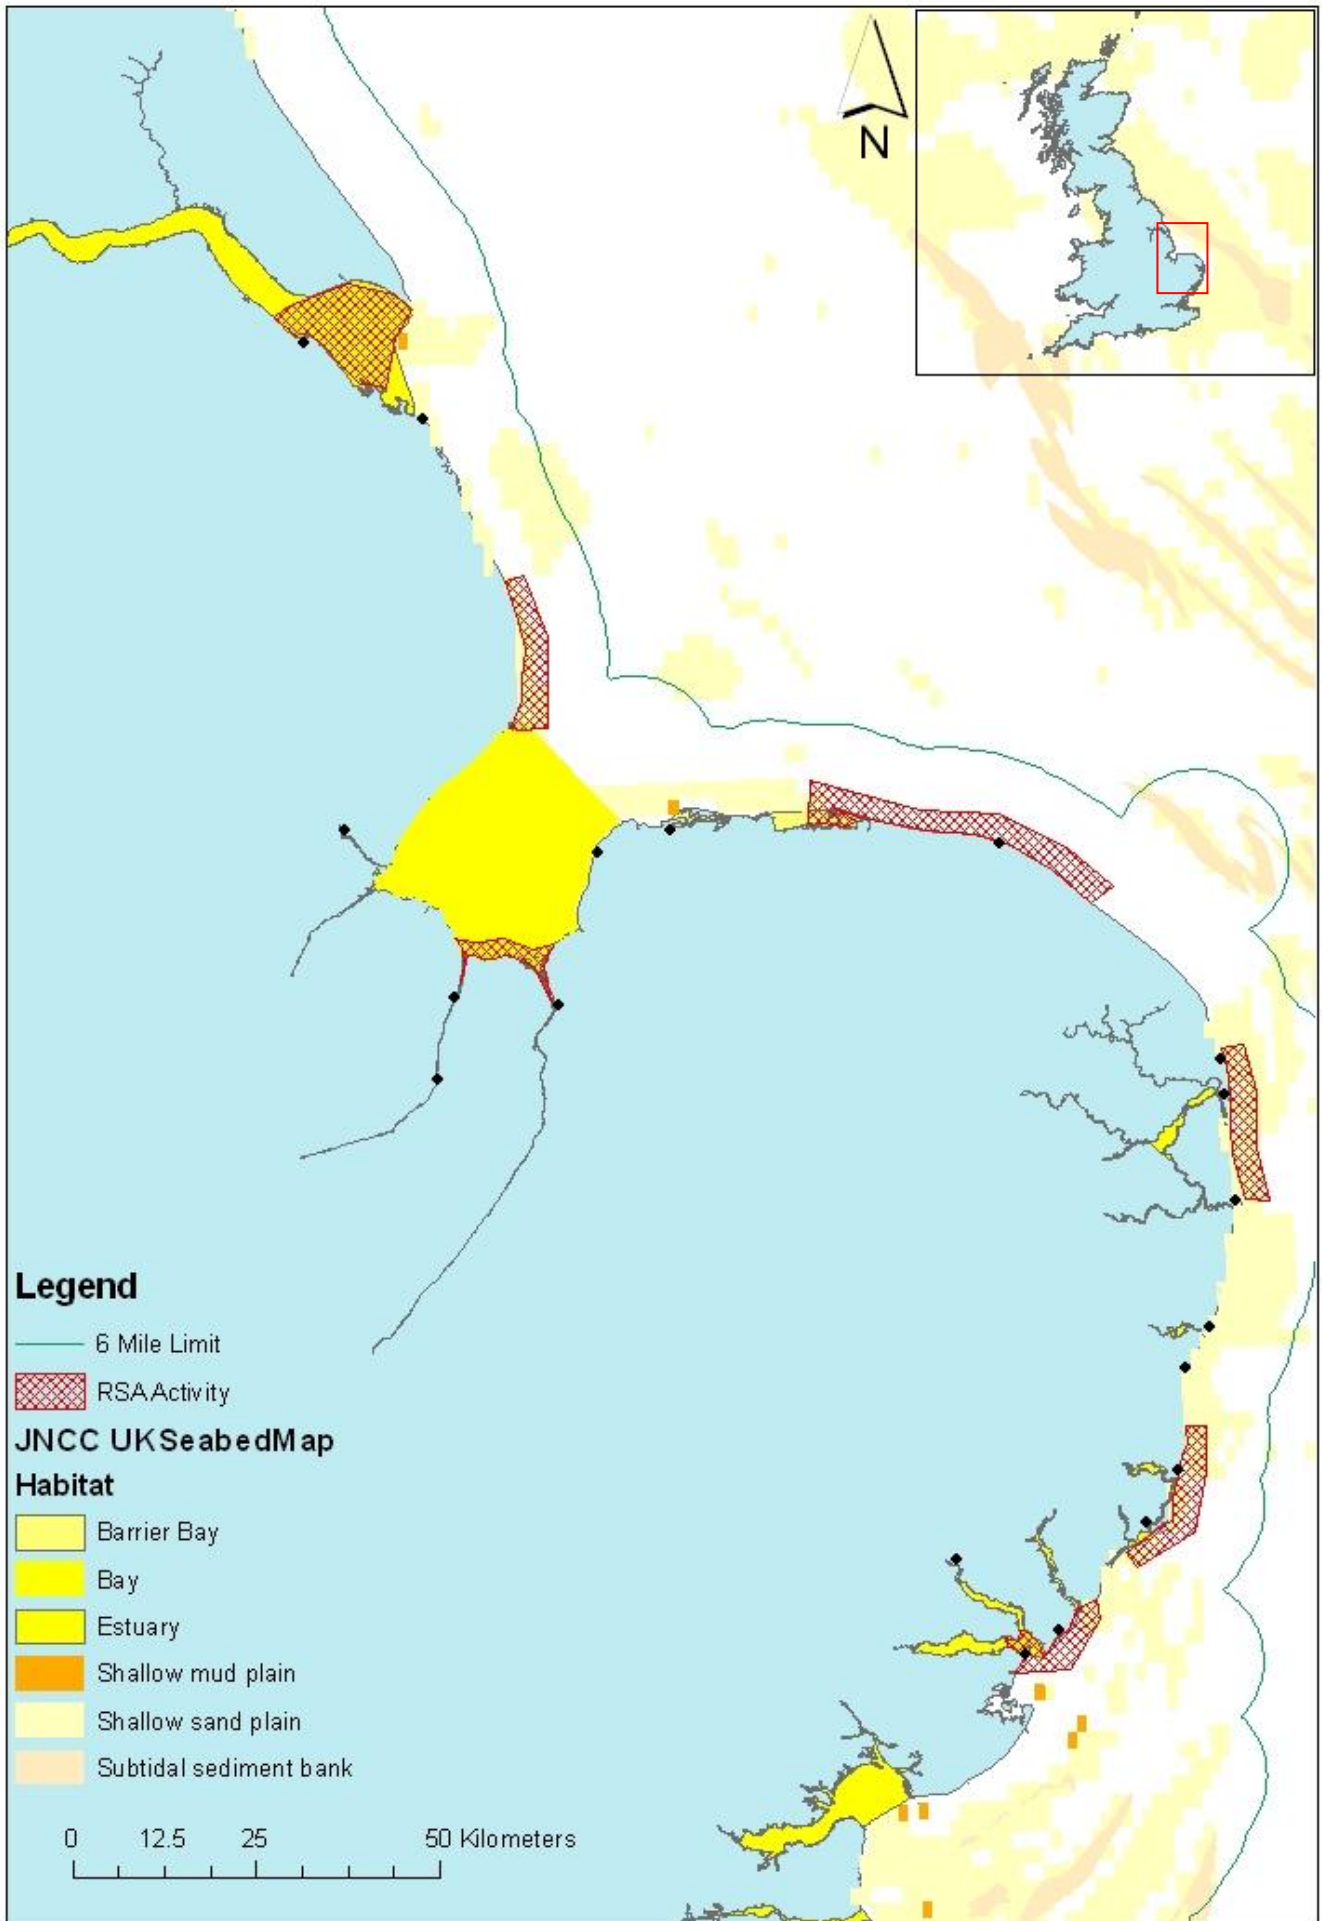 N
Legend
6 Mile Limit
RSA Activity
JNCC UKSeabedMap
Habitat
Barrier Bay
Bay
Estuary
Shallow mud plain
Shallow sand plain
Subtidal sediment bank
0 12.5 25 50 Kilometers